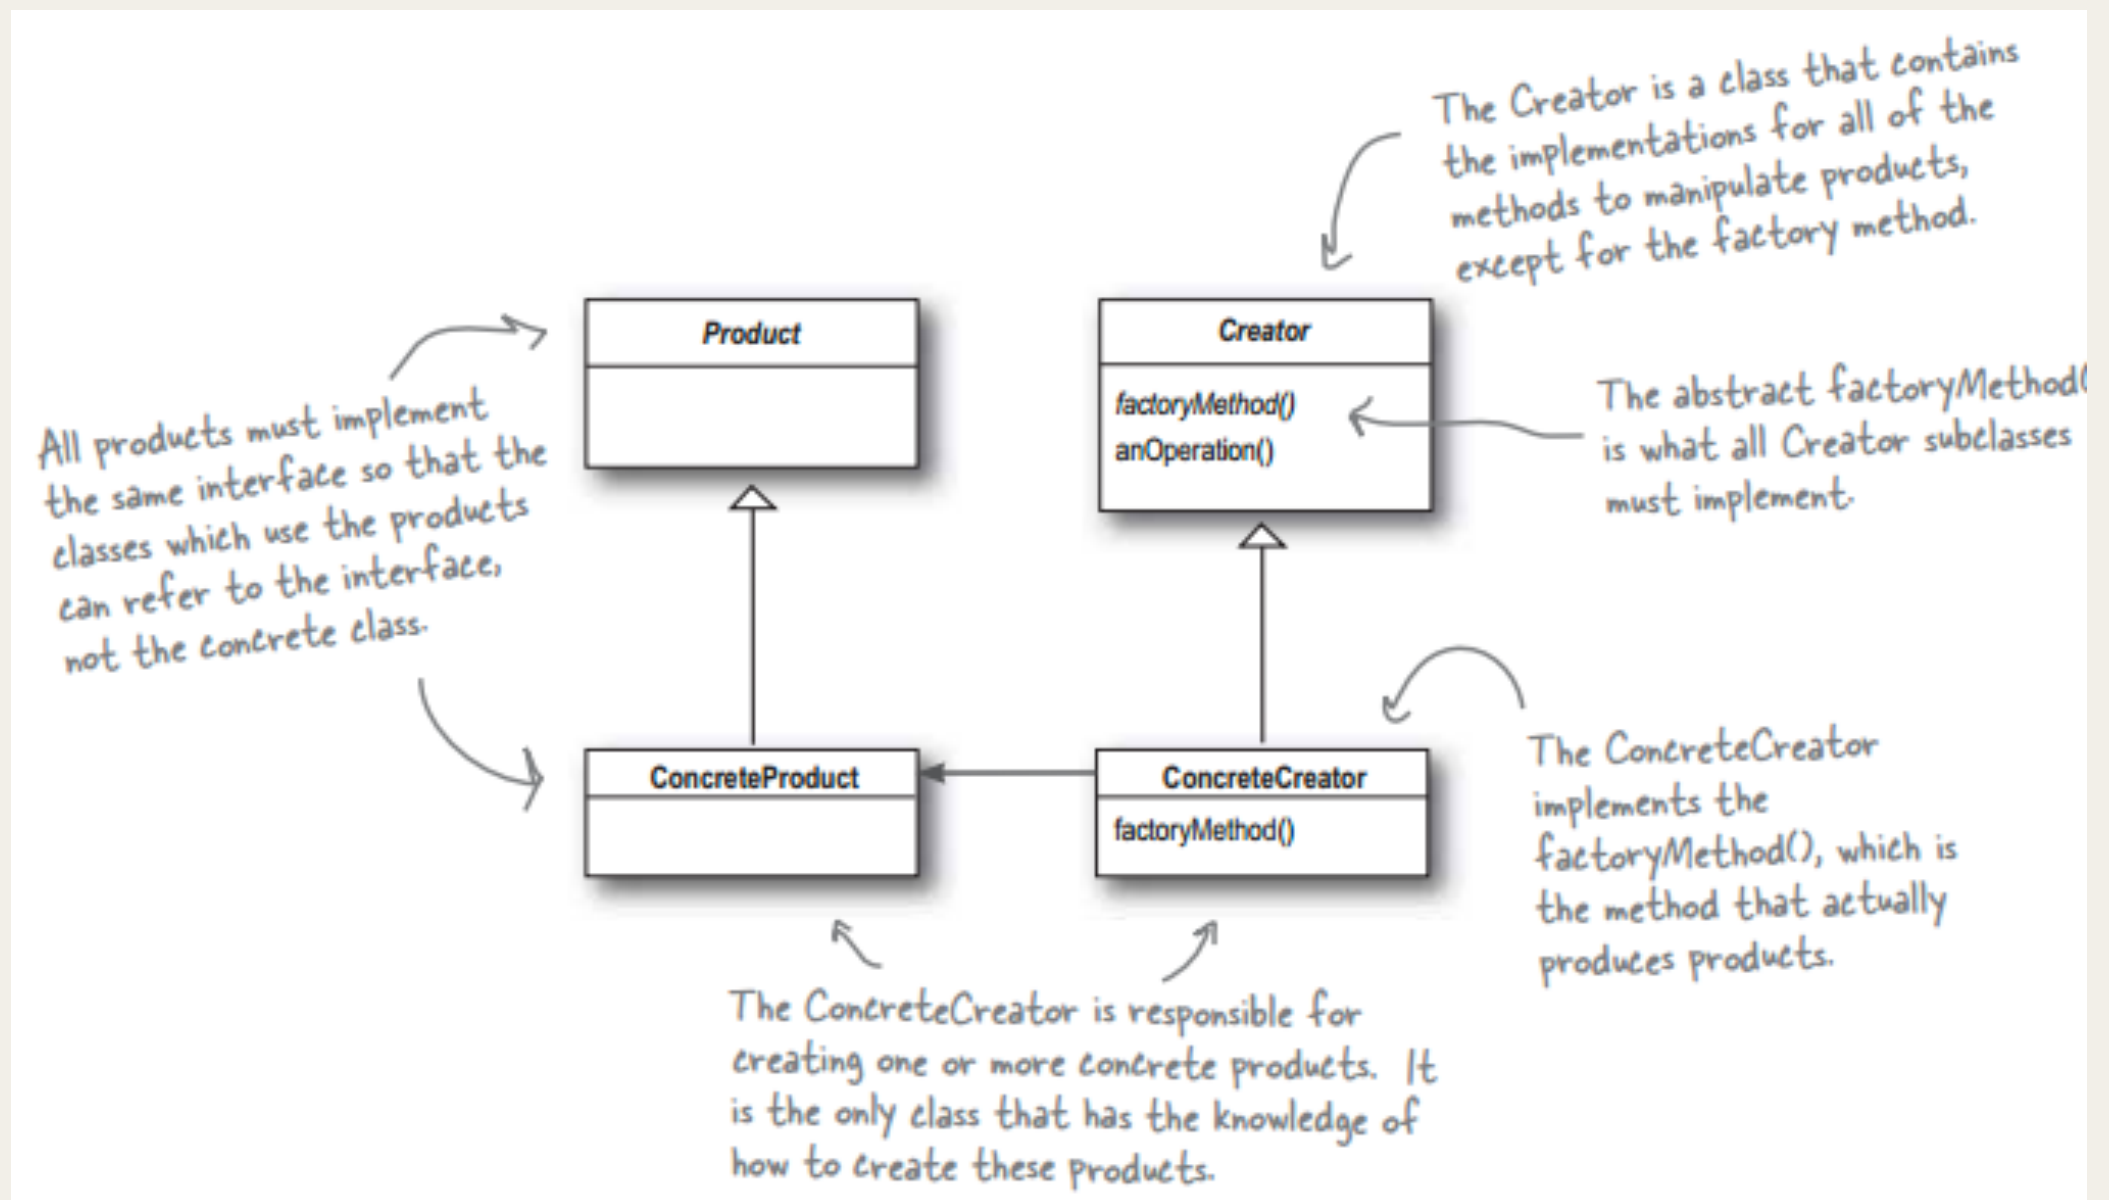 The Creator is a class that contains
the implementations for all of the
methods to manipulate products,
except for the factory method.
Product
Creator
factoryMethod()
anOperation()
The abstract factoryMethod(
is what all Creator subclasses
must implement.
All products must implement
the same interface so that the
classes which use the products
can refer to the interface,
not the concrete class.
ConcreteProduct
ConcreteCreator
factoryMethod()
The ConcreteCreator
implements the
factoryMethod(), which is
the method that actually
produces products.
The ConcreteCreator is responsible for
creating one or more concrete products. It
is the only class that has the knowledge of
how to create these products.